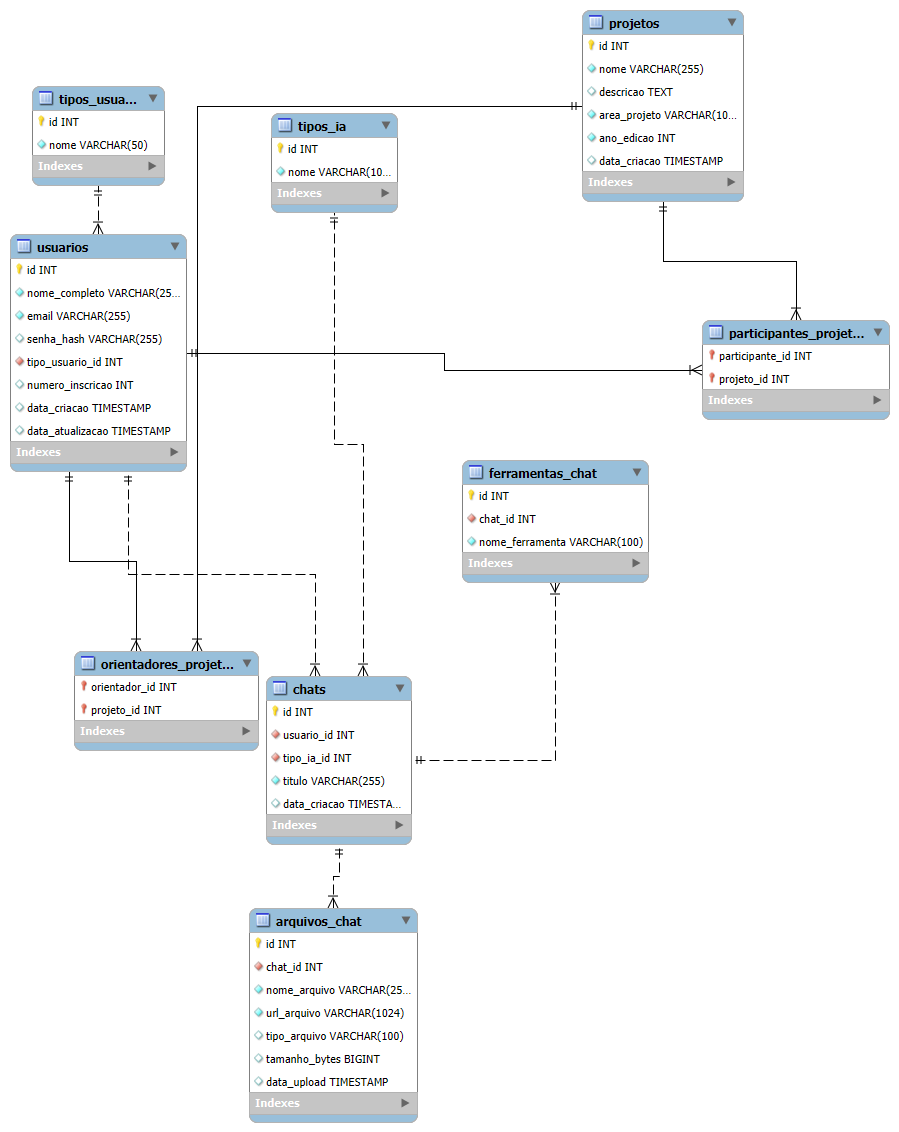 projetos
id INT
nome VARCHAR(255)
descricao TEXT
area_projeto VARCHAR(10...
ano_edicao INT
data_criacao TIMESTAMP
Indexes
tipos_usua...
id INT
nome VARCHAR(50)
Indexes
tipos_ia
id INT
nome VARCHAR(10...
Indexes
usuarios
id INT
nome_completo VARCHAR(25...
email VARCHAR(255)
senha_hash VARCHAR(255)
tipo_usuario_id INT
numero_inscricao INT
data_criacao TIMESTAMP
data_atualizacao TIMESTAMP
Indexes
participantes_projet...
participante_id INT
projeto_id INT
Indexes
ferramentas_chat
id INT
chat_id INT
nome_ferramenta VARCHAR(100)
Indexes
orientadores_projet...
orientador_id INT
projeto_id INT
Indexes
chats
id INT
usuario_id INT
tipo_ia_id INT
titulo VARCHAR(255)
data_criacao TIMESTA...
Indexes
arquivos_chat
id INT
chat_id INT
nome_arquivo VARCHAR(25...
url_arquivo VARCHAR(1024)
tipo_arquivo VARCHAR(100)
tamanho_bytes BIGINT
data_upload TIMESTAMP
Indexes